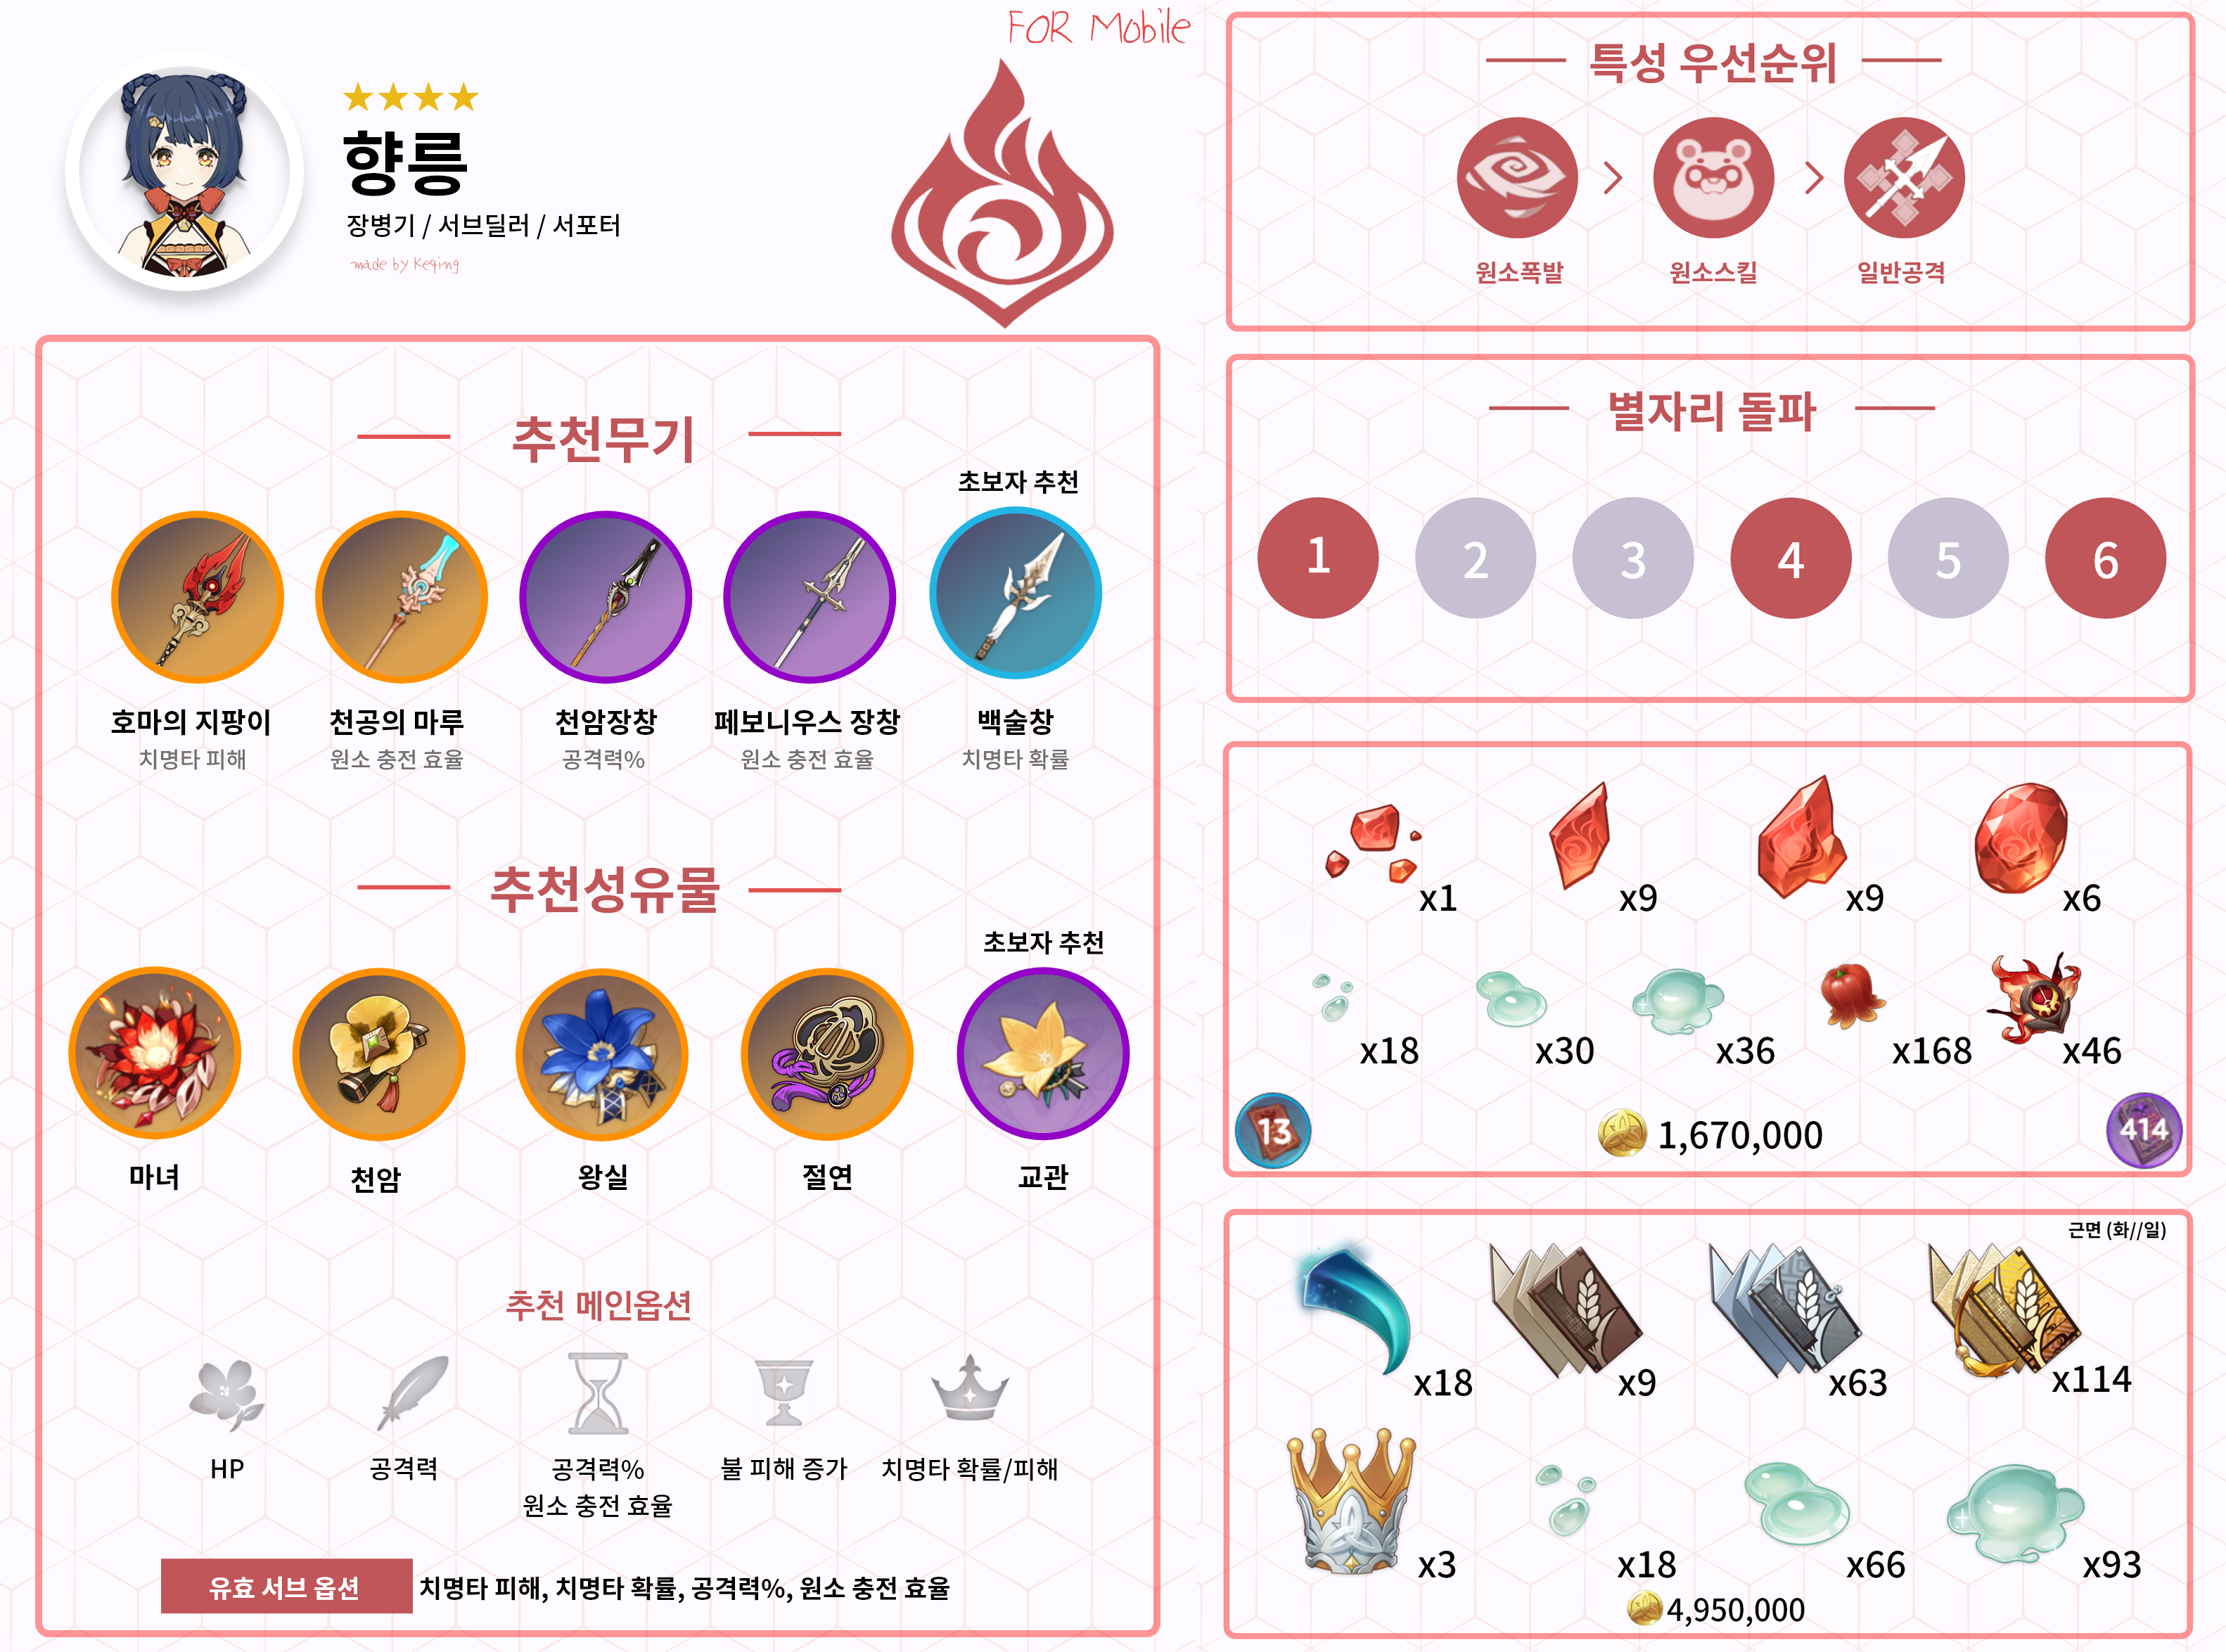 FOR Mobile
향릉
장병기 / 서브딜러 / 서포터
made by Keqing
추천무기
초보자 추천
호마의 지팡이
치명타 피해
천공의 마루
원소 충전 효율
천암장창
공격력%
페보니우스 장창
원소 충전 효율
백술창
치명타 확률
추천성유물
초보자 추천
마녀
천암
왕실
절연
교관
추천 메인옵션
HP
공격력
공격력%
원소 충전 효율
불 피해 증가
치명타 확률/피해
유효 서브 옵션
치명타 피해, 치명타 확률, 공격력%, 원소 충전 효율
특성 우선순위
원소폭발
원소스킬
일반공격
별자리 돌파
1 2 3 4 5 6
x1 x9 x9 x6
x18 x30 x36 x168 x46
13 1,670,000 414
근면 (화//일)
x18 x9 x63 x114
x3 x18 x66 x93
4,950,000